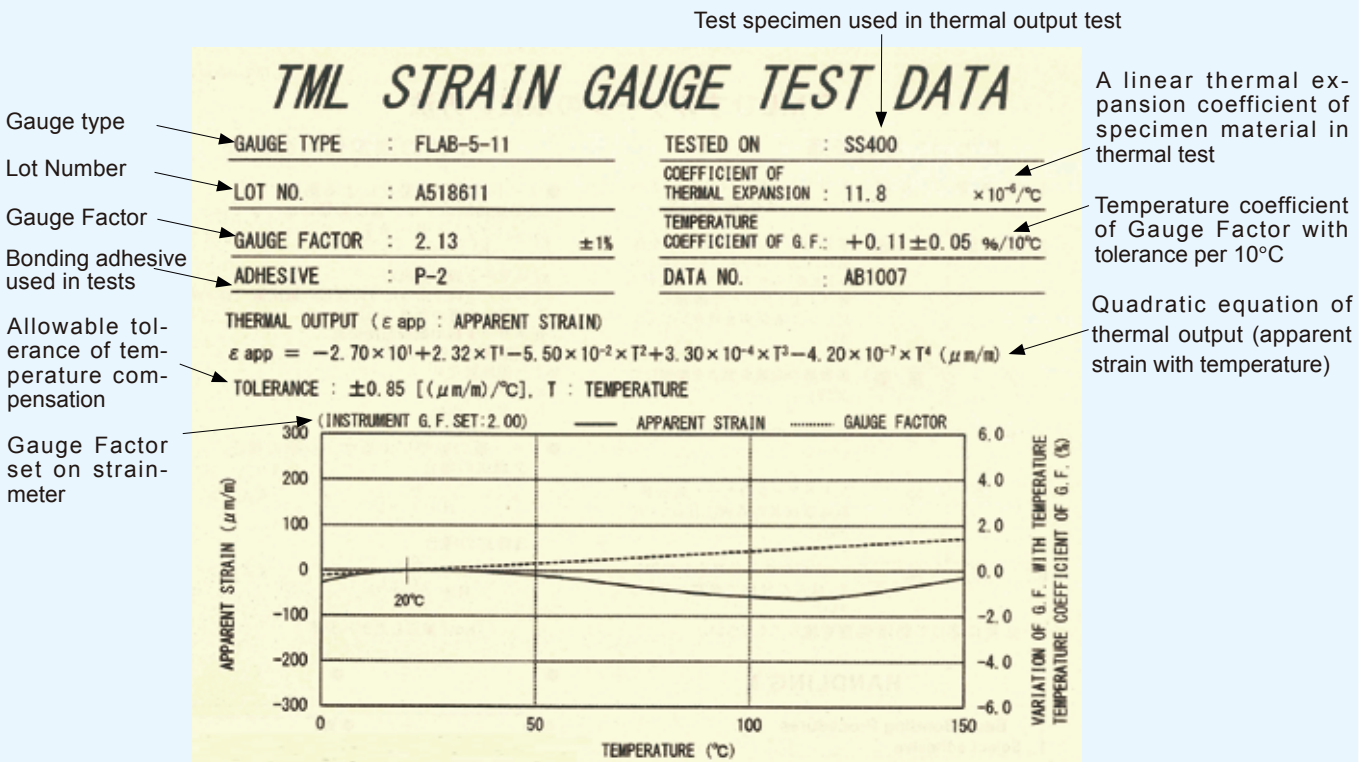 Test specimen used in thermal output test
TML STRAIN GAUGE TEST DATA
Gauge type
Lot Number
Gauge Factor
Bonding adhesive
used in tests
Allowable tol-
erance of tem-
perature com-
pensation
Gauge Factor
set on strain-
meter
GAUGE TYPE : FLAB-5-11
LOT NO. : A518611
GAUGE FACTOR : 2.13 ±1%
ADHESIVE : P-2
TESTED ON : SS400
COEFFICIENT OF
THERMAL EXPANSION : 11.8 ×10⁻⁶/℃
TEMPERATURE
COEFFICIENT OF G.F.: +0.11±0.05 %/10℃
DATA NO. : AB1007
A linear thermal ex-
pansion coefficient of
specimen material in
thermal test
Temperature coefficient
of Gauge Factor with
tolerance per 10°C
Quadratic equation of
thermal output (apparent
strain with temperature)
THERMAL OUTPUT (ε app : APPARENT STRAIN)
ε app = −2.70×10¹+2.32×T¹−5.50×10⁻²×T²+3.30×10⁻⁴×T³−4.20×10⁻⁷×T⁴ (μm/m)
TOLERANCE : ±0.85 [(μm/m)/℃], T : TEMPERATURE
(INSTRUMENT G.F.SET:2.00) APPARENT STRAIN GAUGE FACTOR
APPARENT STRAIN (μm/m)
300
200
100
0
-100
-200
-300
20℃
0 50 100 150
TEMPERATURE (℃)
6.0
4.0
2.0
0.0
-2.0
-4.0
-6.0
VARIATION OF G.F. WITH TEMPERATURE
TEMPERATURE COEFFICIENT OF G.F. (%)